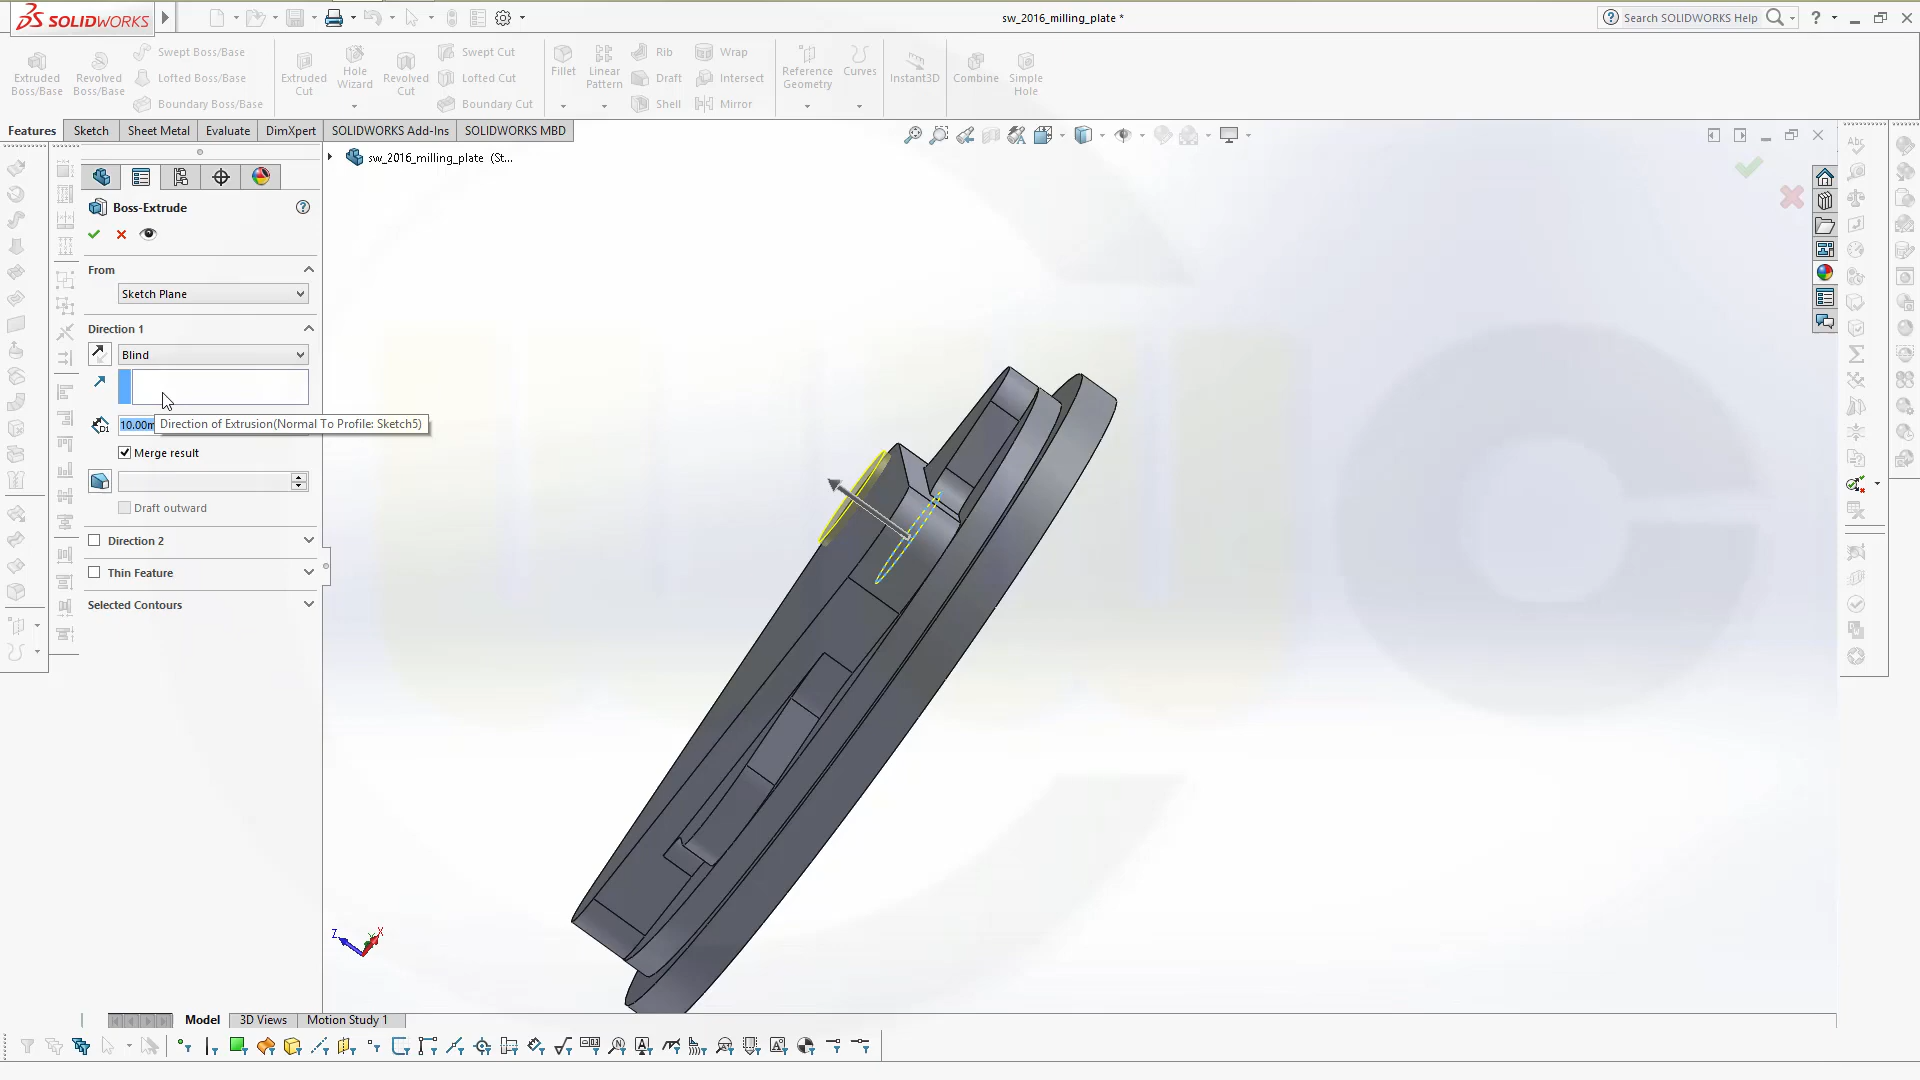 SOLIDWORKS
sw_2016_milling_plate *
Search SOLIDWORKS Help
?
Extruded Boss/Base
Revolved Boss/Base
Swept Boss/Base
Lofted Boss/Base
Boundary Boss/Base
Extruded Cut
Hole Wizard
Revolved Cut
Swept Cut
Lofted Cut
Boundary Cut
Fillet
Linear Pattern
Rib
Draft
Shell
Wrap
Intersect
Mirror
Reference Geometry
Curves
Instant3D
Combine
Simple Hole
Features
Sketch
Sheet Metal
Evaluate
DimXpert
SOLIDWORKS Add-Ins
SOLIDWORKS MBD
sw_2016_milling_plate (St...
Boss-Extrude
?
From
Sketch Plane
Direction 1
Blind
10.00m
Direction of Extrusion(Normal To Profile: Sketch5)
Merge result
Draft outward
Direction 2
Thin Feature
Selected Contours
Z
X
Model
3D Views
Motion Study 1